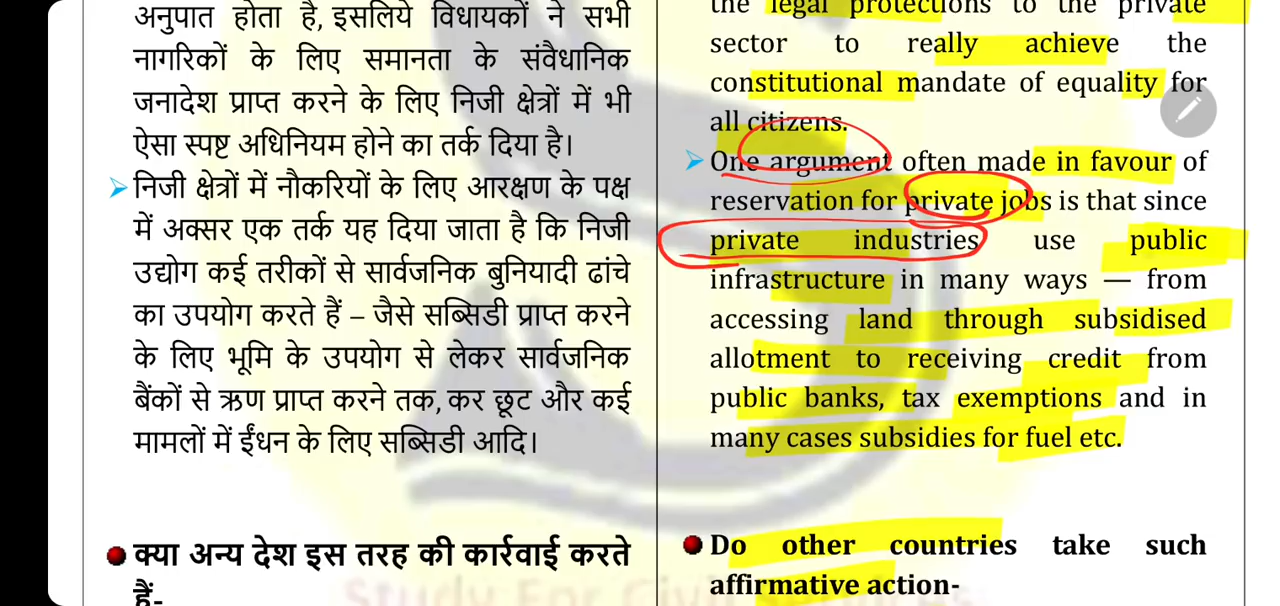 अनुपात होता है, इसलिये विधायकों ने सभी
नागरिकों के लिए समानता के संवैधानिक
जनादेश प्राप्त करने के लिए निजी क्षेत्रों में भी
ऐसा स्पष्ट अधिनियम होने का तर्क दिया है।
➢ निजी क्षेत्रों में नौकरियों के लिए आरक्षण के पक्ष
में अक्सर एक तर्क यह दिया जाता है कि निजी
उद्योग कई तरीकों से सार्वजनिक बुनियादी ढांचे
का उपयोग करते हैं – जैसे सब्सिडी प्राप्त करने
के लिए भूमि के उपयोग से लेकर सार्वजनिक
बैंकों से ऋण प्राप्त करने तक, कर छूट और कई
मामलों में ईंधन के लिए सब्सिडी आदि।
● क्या अन्य देश इस तरह की कार्रवाई करते
हैं-
the legal protections to the private
sector to really achieve the
constitutional mandate of equality for
all citizens.
➢ One argument often made in favour of
reservation for private jobs is that since
private industries use public
infrastructure in many ways — from
accessing land through subsidised
allotment to receiving credit from
public banks, tax exemptions and in
many cases subsidies for fuel etc.
● Do other countries take such
affirmative action-
Study For Civil Services